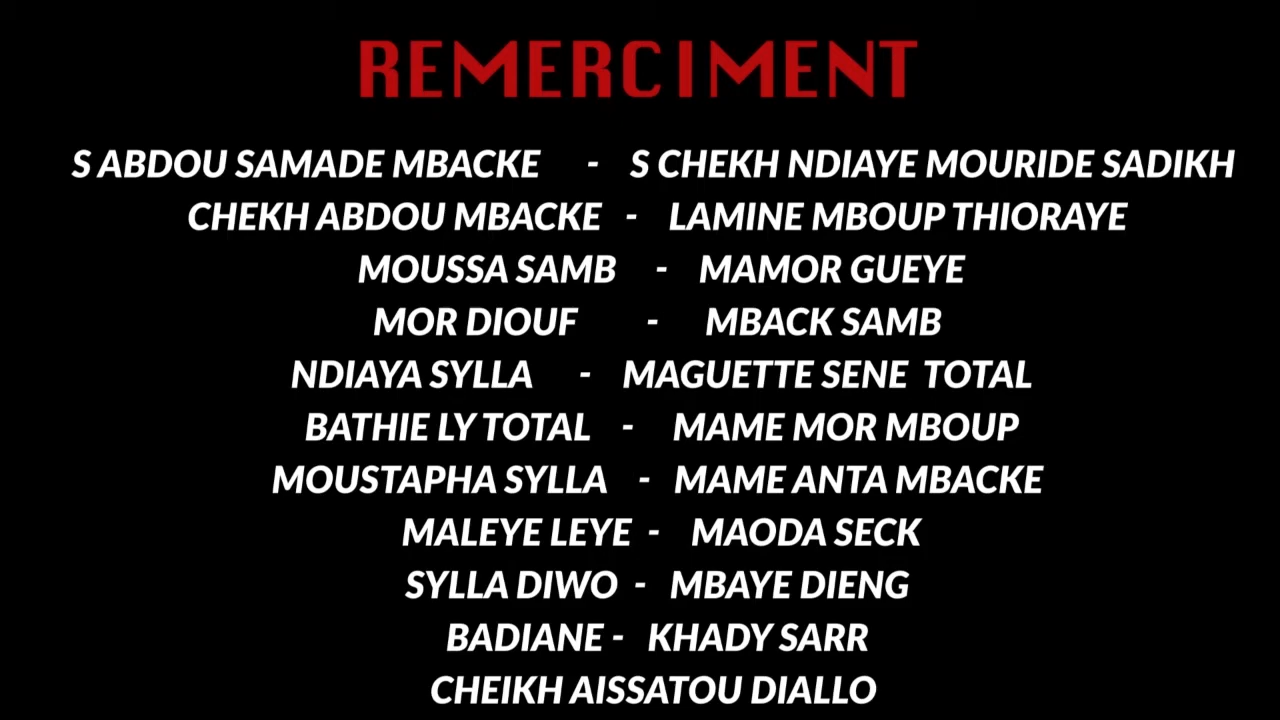 REMERCIMENT
S ABDOU SAMADE MBACKE - S CHEKH NDIAYE MOURIDE SADIKH
CHEKH ABDOU MBACKE - LAMINE MBOUP THIORAYE
MOUSSA SAMB - MAMOR GUEYE
MOR DIOUF - MBACK SAMB
NDIAYA SYLLA - MAGUETTE SENE TOTAL
BATHIE LY TOTAL - MAME MOR MBOUP
MOUSTAPHA SYLLA - MAME ANTA MBACKE
MALEYE LEYE - MAODA SECK
SYLLA DIWO - MBAYE DIENG
BADIANE - KHADY SARR
CHEIKH AISSATOU DIALLO